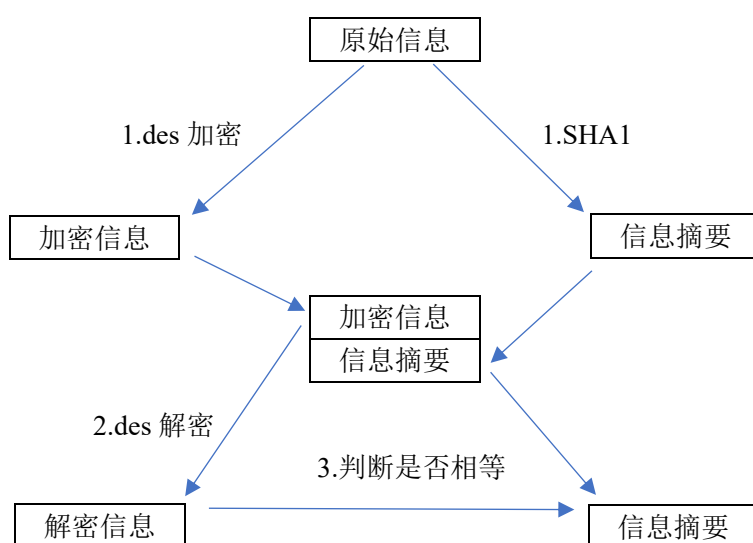 原始信息
1.des 加密
1.SHA1
加密信息
信息摘要
加密信息
信息摘要
2.des 解密
3.判断是否相等
解密信息
信息摘要